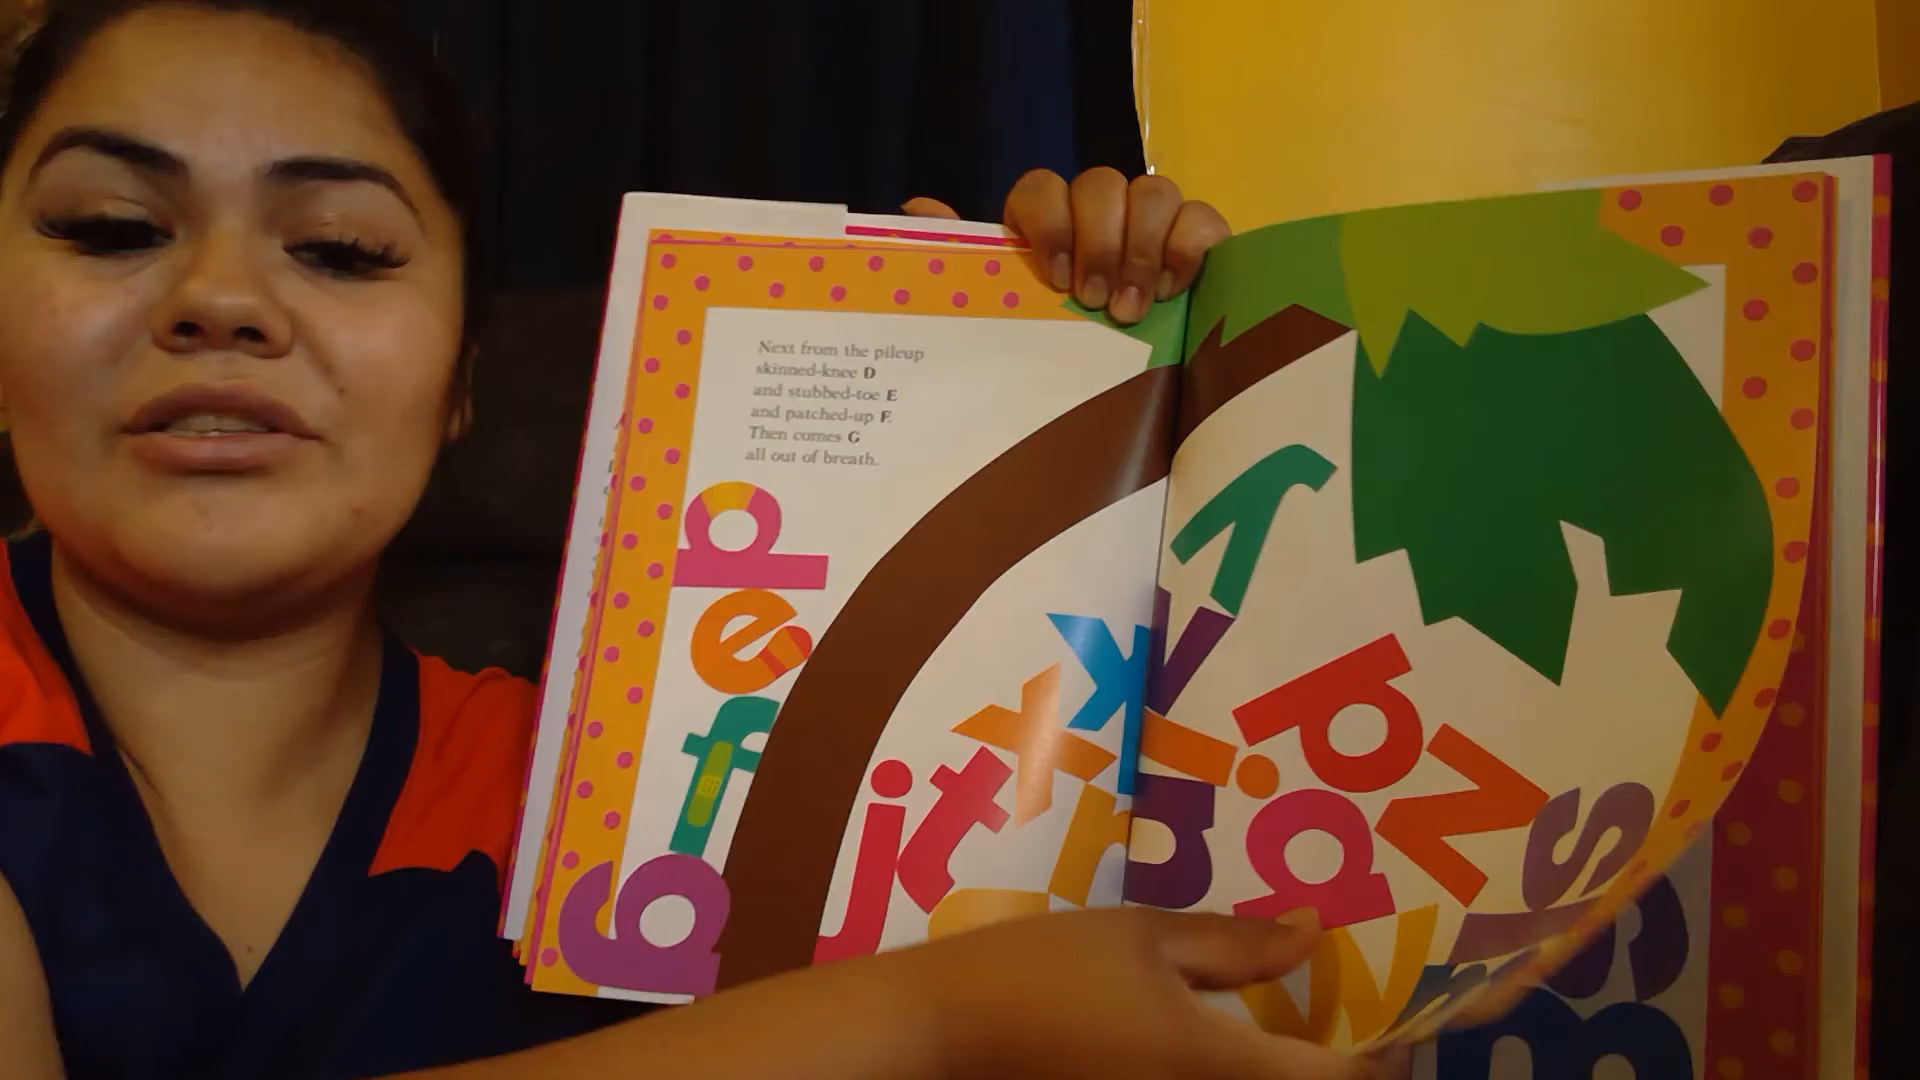 Next from the pileup
skinned-knee D
and stubbed-toe E
and patched-up F.
Then comes G
all out of breath.
d
e
f
g
j
t
x
k
y
r
i
n
u
p
a
z
s
w
m